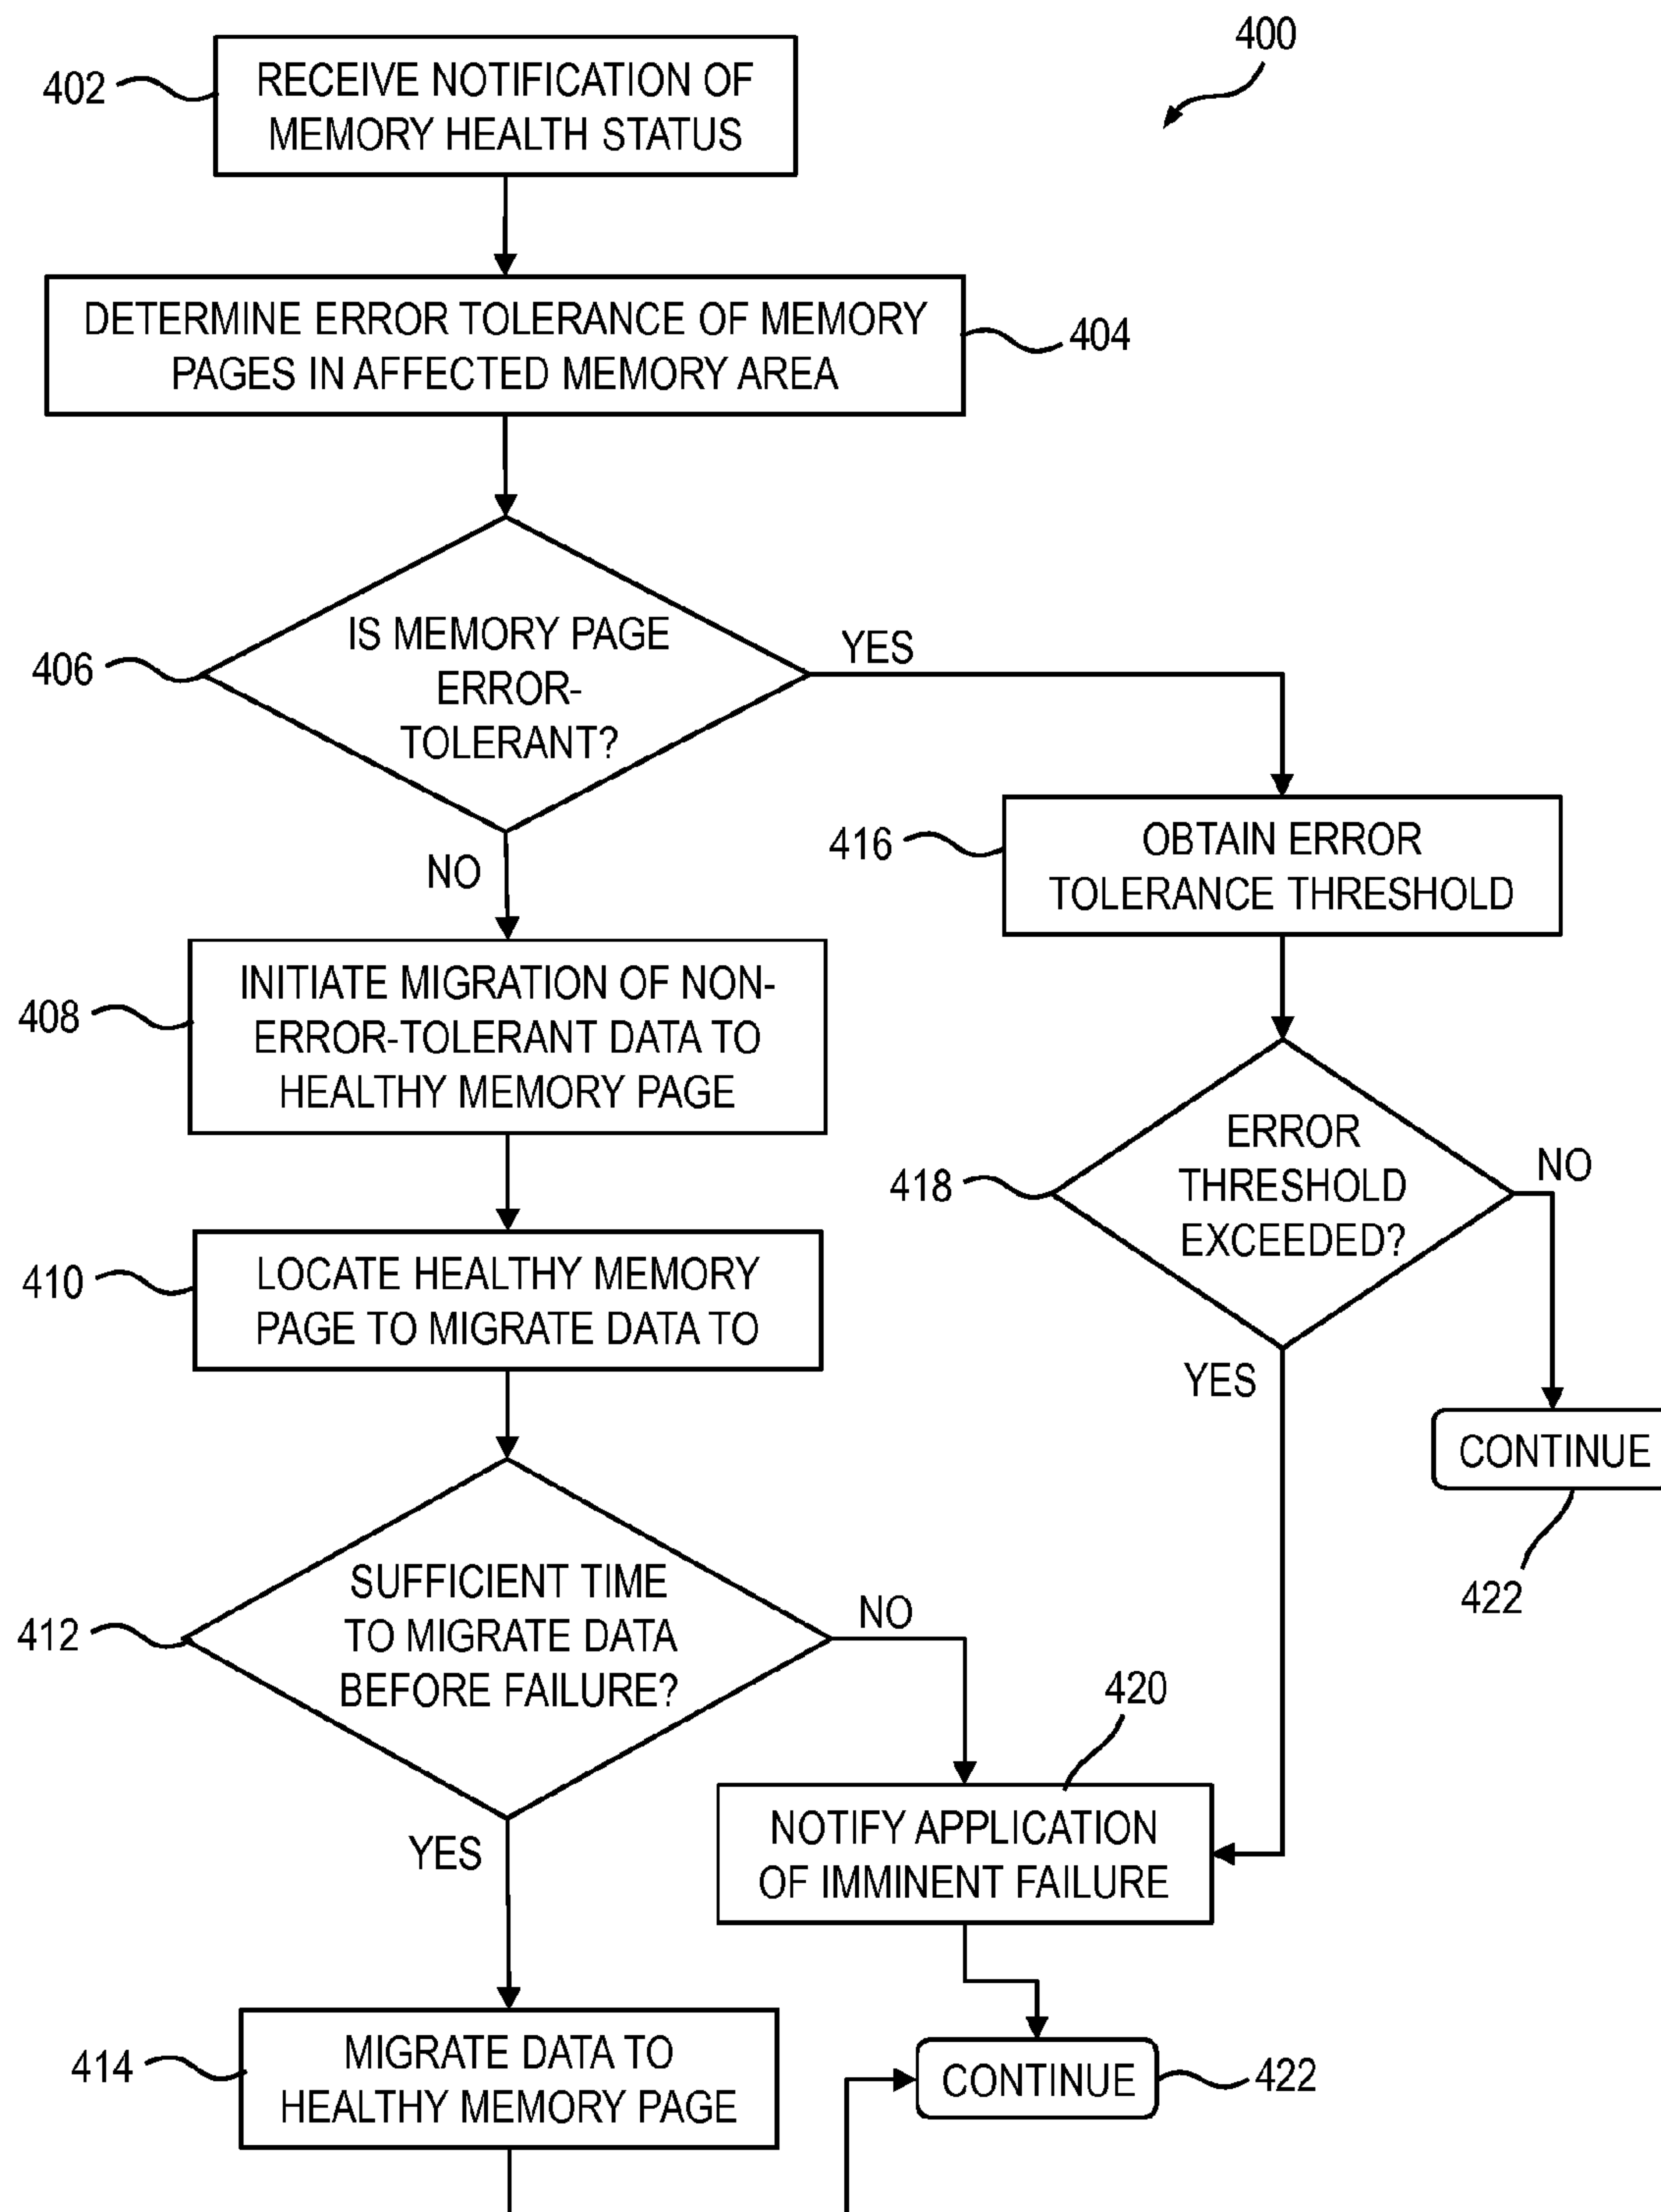 400
402
RECEIVE NOTIFICATION OF
MEMORY HEALTH STATUS
DETERMINE ERROR TOLERANCE OF MEMORY
PAGES IN AFFECTED MEMORY AREA
404
406
IS MEMORY PAGE
ERROR-
TOLERANT?
YES
NO
416
OBTAIN ERROR
TOLERANCE THRESHOLD
408
INITIATE MIGRATION OF NON-
ERROR-TOLERANT DATA TO
HEALTHY MEMORY PAGE
418
ERROR
THRESHOLD
EXCEEDED?
NO
YES
410
LOCATE HEALTHY MEMORY
PAGE TO MIGRATE DATA TO
CONTINUE
422
412
SUFFICIENT TIME
TO MIGRATE DATA
BEFORE FAILURE?
NO
YES
420
NOTIFY APPLICATION
OF IMMINENT FAILURE
414
MIGRATE DATA TO
HEALTHY MEMORY PAGE
CONTINUE
422